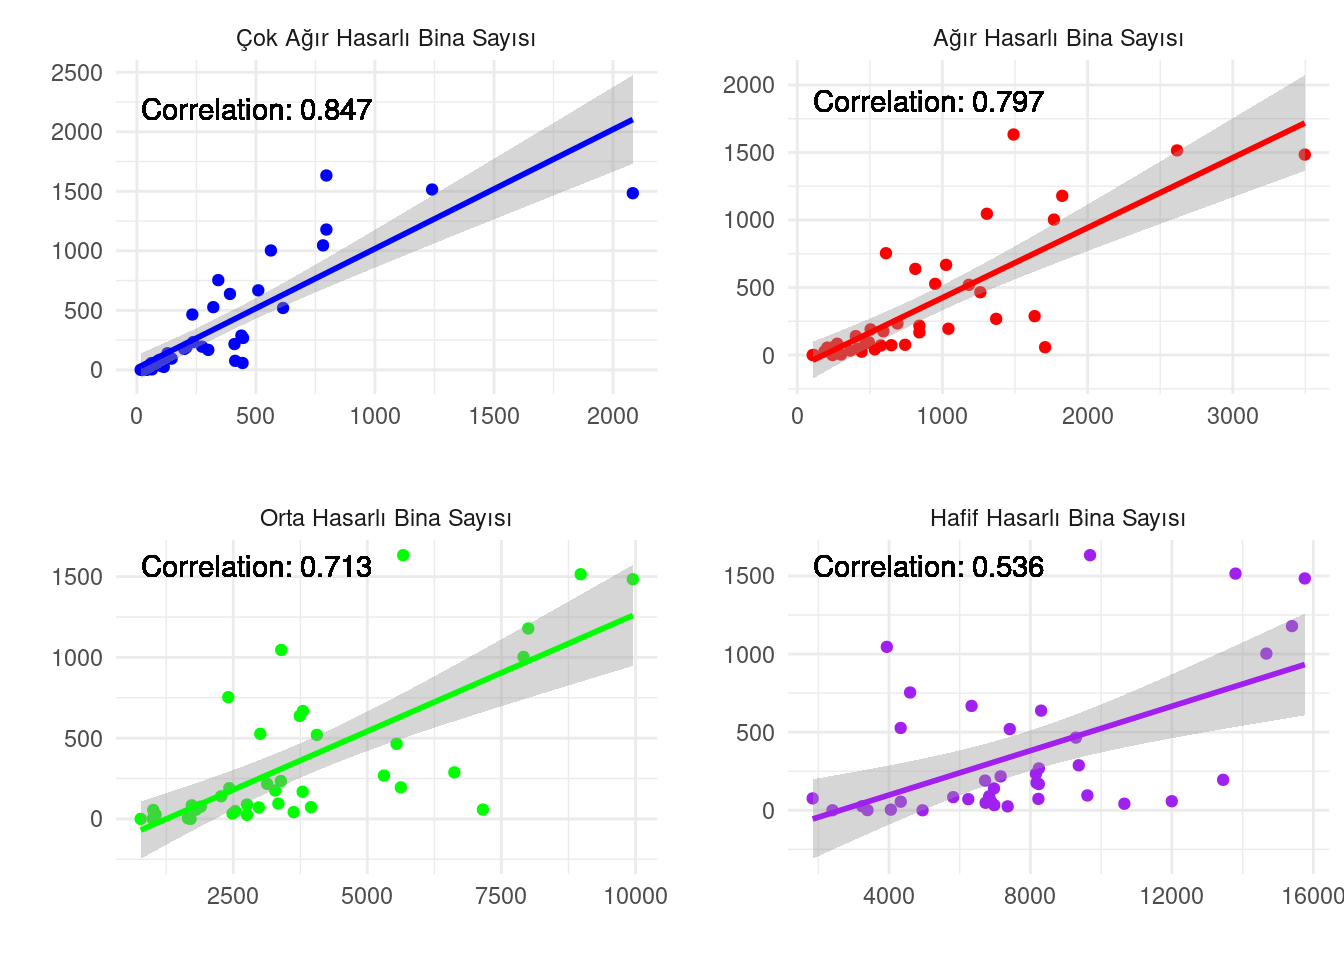 Çok Ağır Hasarlı Bina Sayısı
Correlation: 0.847
2500
2000
1500
1000
500
0
0 500 1000 1500 2000
Ağır Hasarlı Bina Sayısı
Correlation: 0.797
2000
1500
1000
500
0
0 1000 2000 3000
Orta Hasarlı Bina Sayısı
Correlation: 0.713
1500
1000
500
0
2500 5000 7500 10000
Hafif Hasarlı Bina Sayısı
Correlation: 0.536
1500
1000
500
0
4000 8000 12000 16000